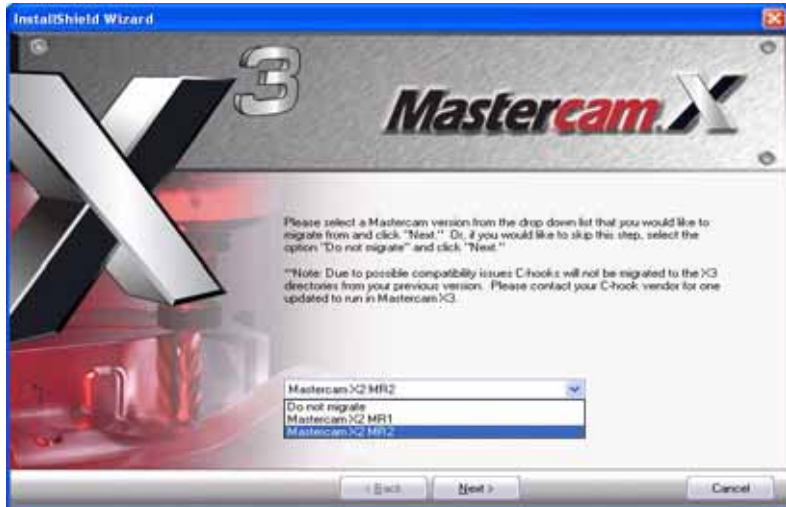 InstallShield Wizard
X3
Mastercam.X
Please select a Mastercam version from the drop down list that you would like to
migrate from and click "Next." Or, if you would like to skip this step, select the
option "Do not migrate" and click "Next."
**Note: Due to possible compatibility issues C-hooks will not be migrated to the X3
directories from your previous version. Please contact your C-hook vendor for one
updated to run in Mastercam X3.
Mastercam X2 MR2
Do not migrate
Mastercam X2 MR1
Mastercam X2 MR2
< Back Next > Cancel